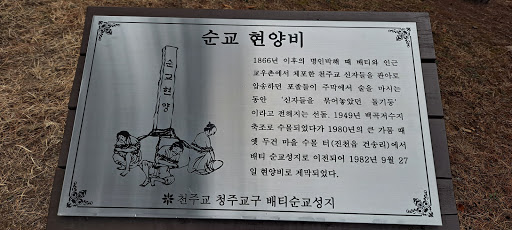 순교 현양비
순교현양
1866년 이후의 병인박해 때 배티와 인근
교우촌에서 체포한 천주교 신자들을 관아로
압송하던 포졸들이 주막에서 술을 마시는
동안 '신자들을 묶어놓았던 돌기둥'
이라고 전해지는 선돌. 1949년 백곡저수지
축조로 수몰되었다가 1980년의 큰 가뭄 때
옛 두건 마을 수몰 터(진천읍 건송리)에서
배티 순교성지로 이전되어 1982년 9월 27
일 현양비로 제막되었다.
천주교 청주교구 배티순교성지